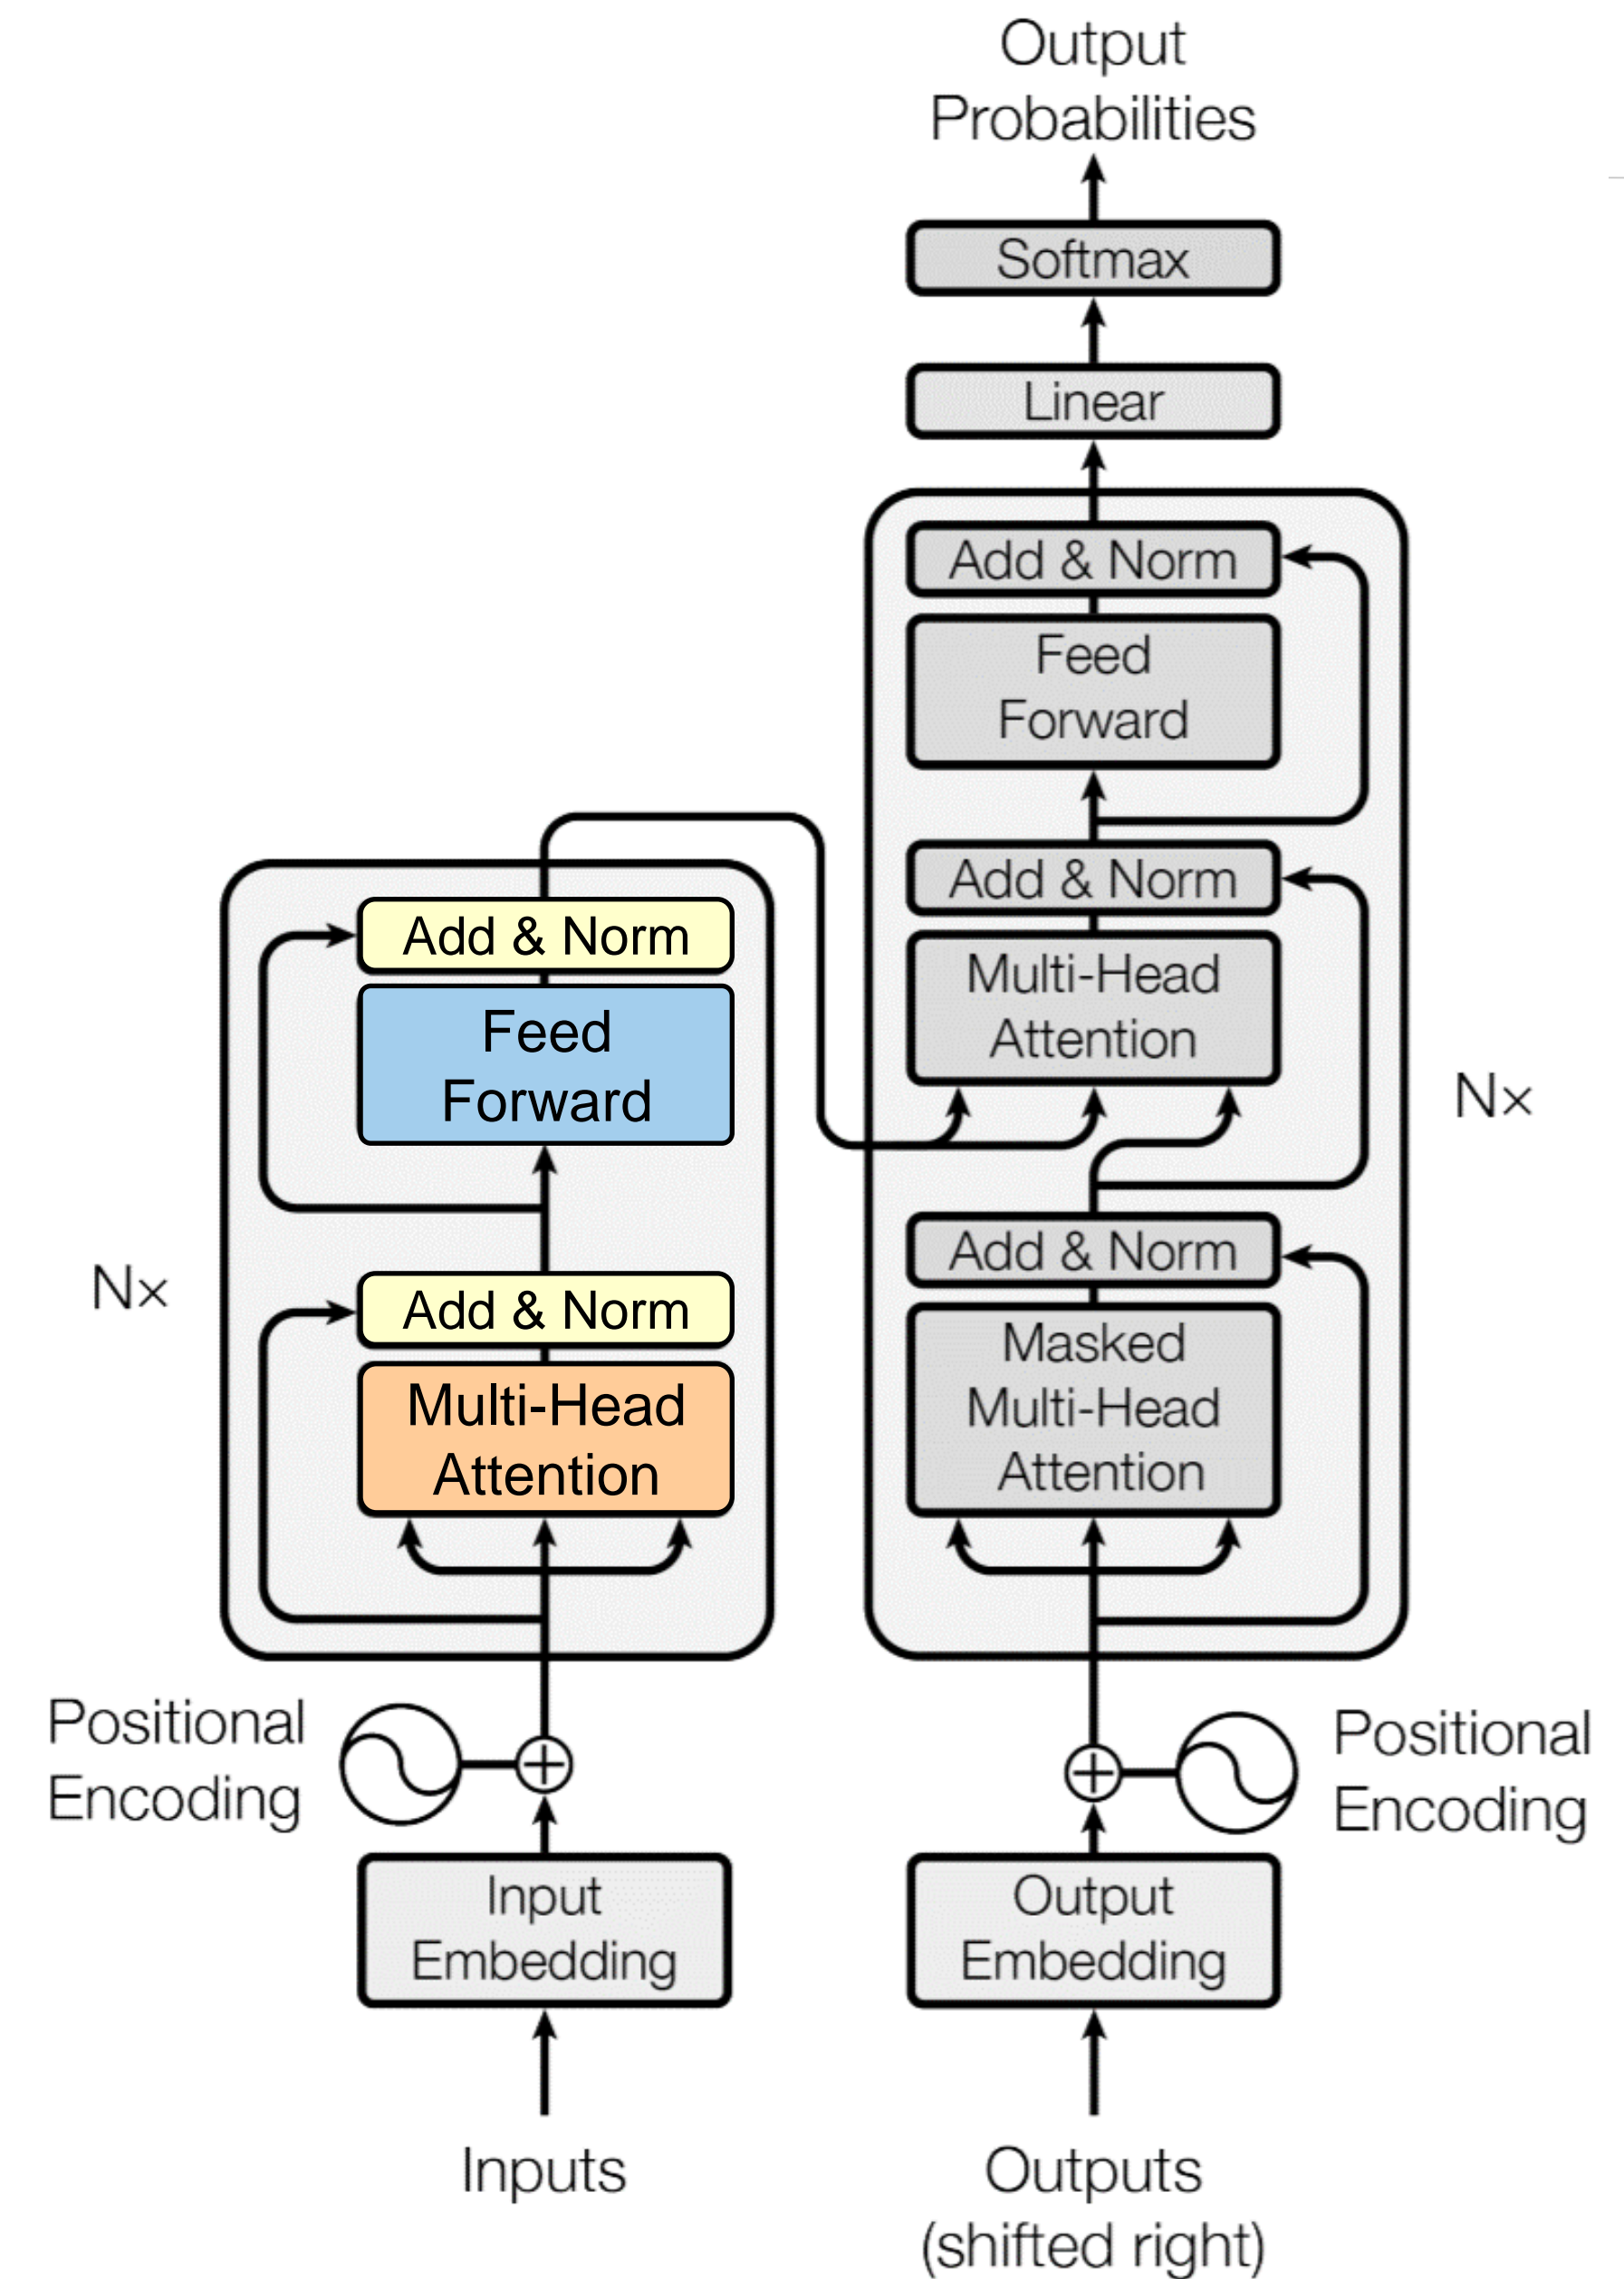 Output
Probabilities
Softmax
Linear
Add & Norm
Feed
Forward
Add & Norm
Multi-Head
Attention
Nx
Add & Norm
Masked
Multi-Head
Attention
Add & Norm
Feed
Forward
Nx
Add & Norm
Multi-Head
Attention
Positional
Encoding
Positional
Encoding
Input
Embedding
Output
Embedding
Inputs
Outputs
(shifted right)